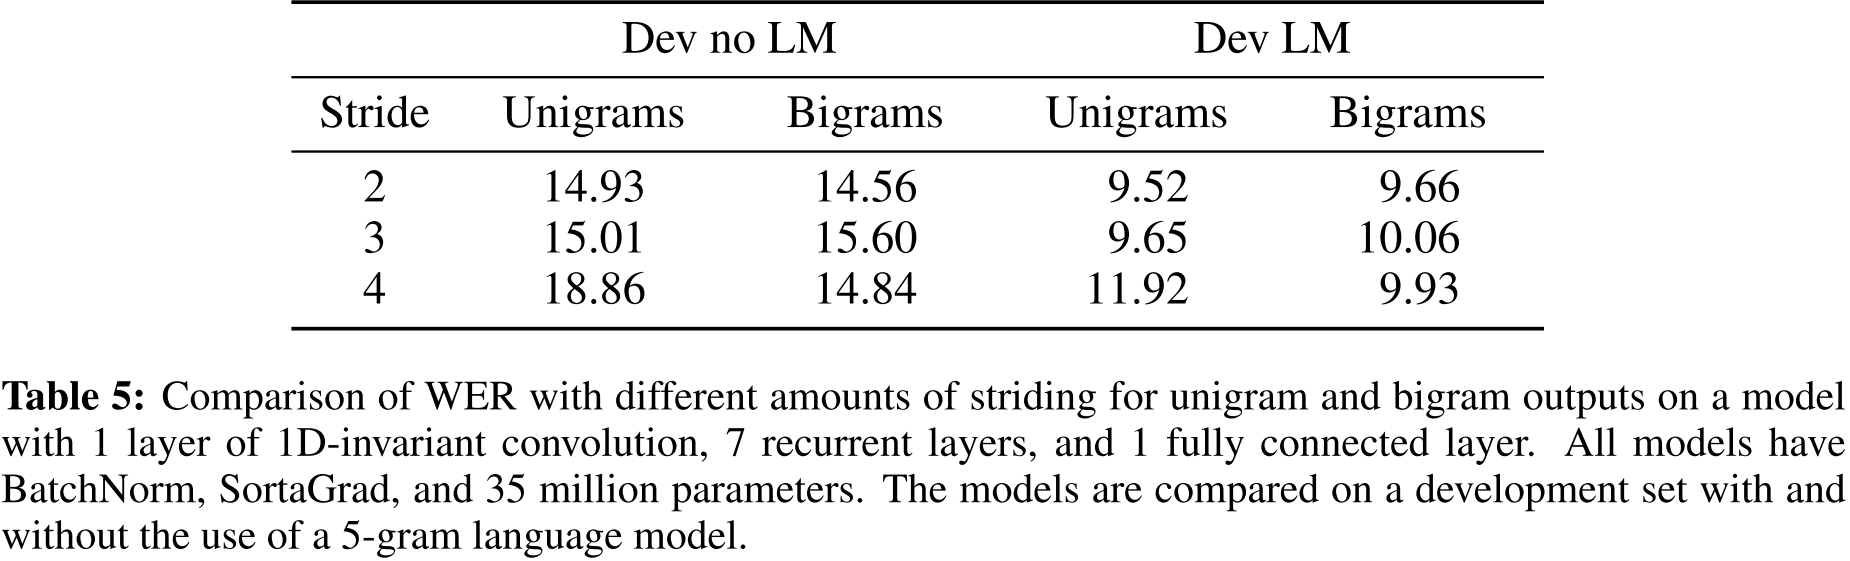 Dev no LM Dev LM
Stride Unigrams Bigrams Unigrams Bigrams
2 14.93 14.56 9.52 9.66
3 15.01 15.60 9.65 10.06
4 18.86 14.84 11.92 9.93
Table 5: Comparison of WER with different amounts of striding for unigram and bigram outputs on a model
with 1 layer of 1D-invariant convolution, 7 recurrent layers, and 1 fully connected layer. All models have
BatchNorm, SortaGrad, and 35 million parameters. The models are compared on a development set with and
without the use of a 5-gram language model.